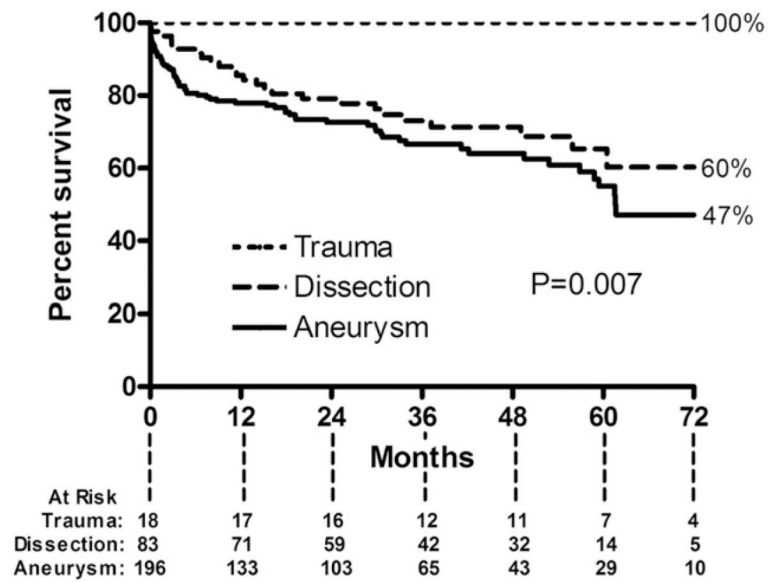 100
100%
80
60
60%
47%
40
20
0
Percent survival
Trauma
Dissection
Aneurysm
P=0.007
0 12 24 36 48 60 72
Months
At Risk
Trauma: 18 17 16 12 11 7 4
Dissection: 83 71 59 42 32 14 5
Aneurysm: 196 133 103 65 43 29 10